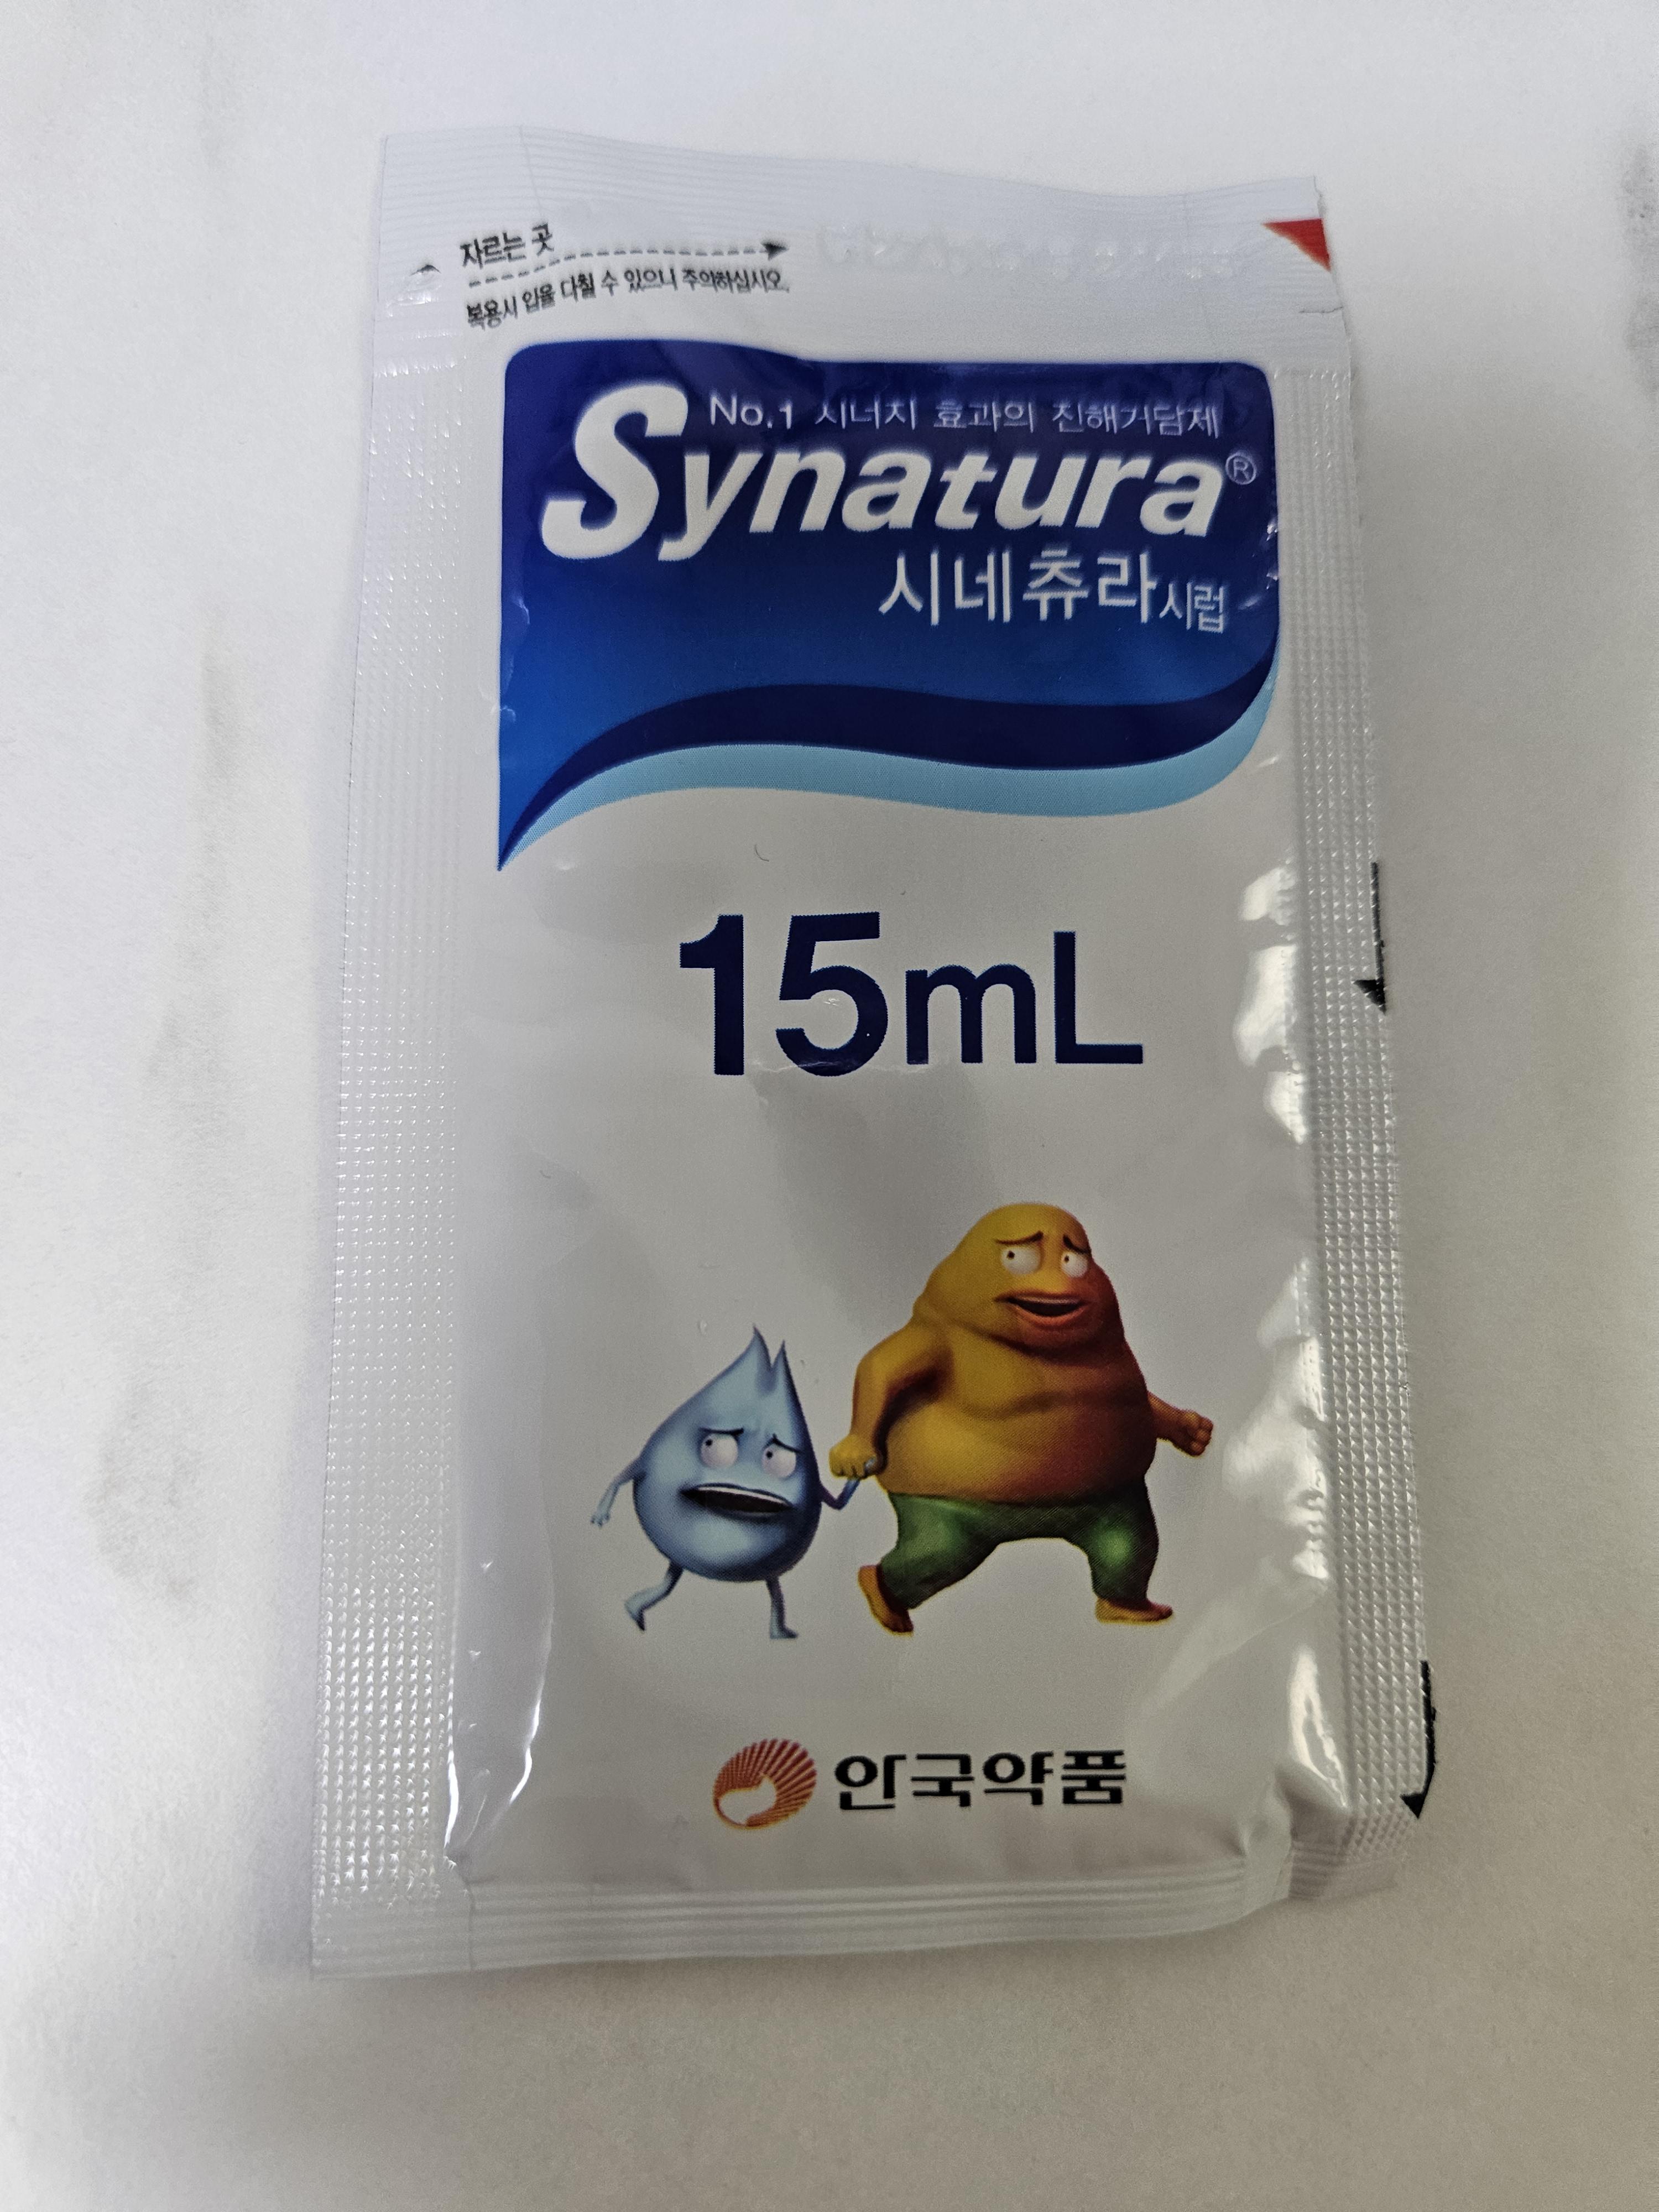 자르는 곳
복용시 입을 다칠 수 있으니 주의하십시오.
No.1 시너지 효과의 진해거담제
Synatura®
시네츄라시럽
15mL
안국약품